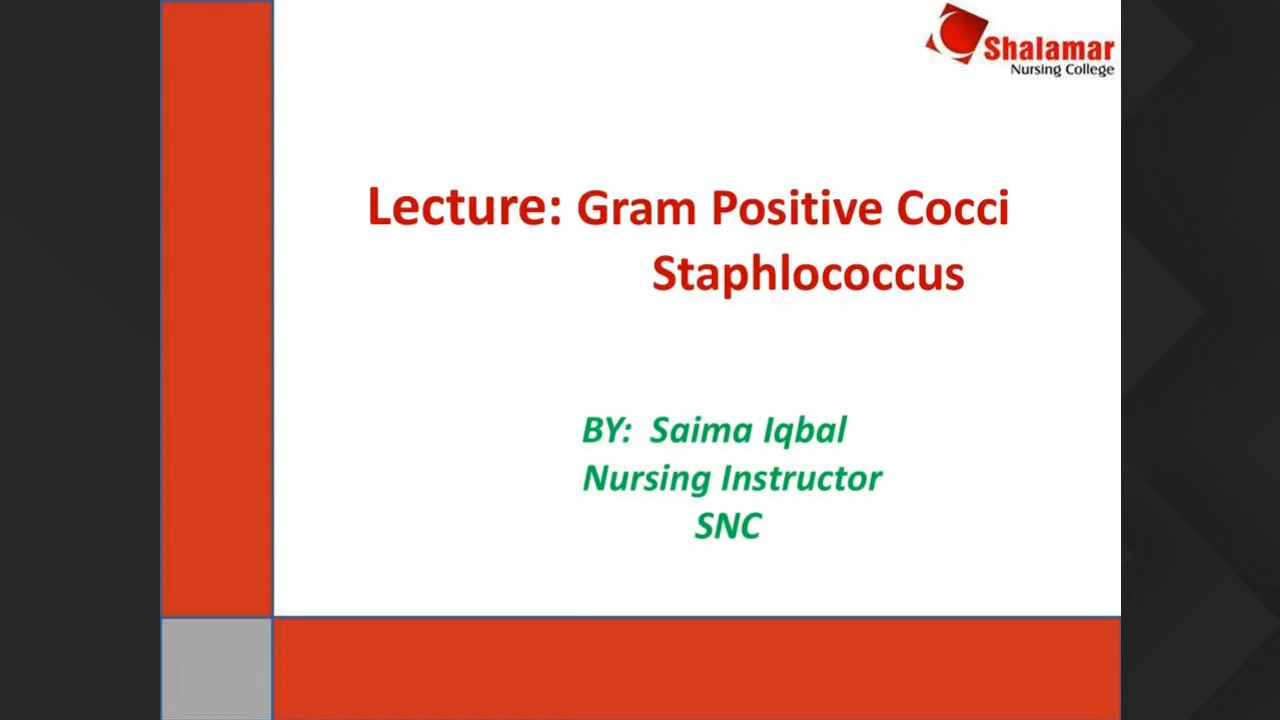 Shalamar
Nursing College
Lecture: Gram Positive Cocci
Staphlococcus
BY: Saima Iqbal
Nursing Instructor
SNC